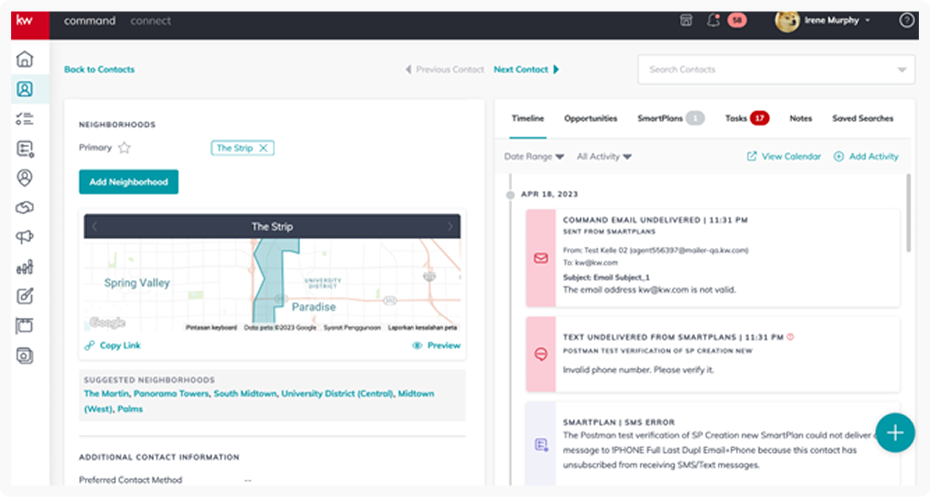 kw command connect 58 Irene Murphy ?
Back to Contacts Previous Contact Next Contact Search Contacts
NEIGHBORHOODS
Primary The Strip
Add Neighborhood
The Strip
Spring Valley
UNIVERSITY
DISTRICT
Paradise
Google Pintasan keyboard Data peta ©2023 Google Syarat Penggunaan Laporkan kesalahan peta
Copy Link Preview
SUGGESTED NEIGHBORHOODS
The Martin, Panorama Towers, South Midtown, University District (Central), Midtown
(West), Palms
ADDITIONAL CONTACT INFORMATION
Preferred Contact Method --
Timeline Opportunities SmartPlans 1 Tasks 17 Notes Saved Searches
Date Range All Activity View Calendar Add Activity
APR 18, 2023
COMMAND EMAIL UNDELIVERED | 11:31 PM
SENT FROM SMARTPLANS
From: Test Kelle 02 (agent556397@mailer-qa.kw.com)
To: kw@kw.com
Subject: Email Subject_1
The email address kw@kw.com is not valid.
TEXT UNDELIVERED FROM SMARTPLANS | 11:31 PM
POSTMAN TEST VERIFICATION OF SP CREATION NEW
Invalid phone number. Please verify it.
SMARTPLAN | SMS ERROR
The Postman test verification of SP Creation new SmartPlan could not deliver
message to !PHONE Full Last Dupl Email+Phone because this contact has
unsubscribed from receiving SMS/Text messages.